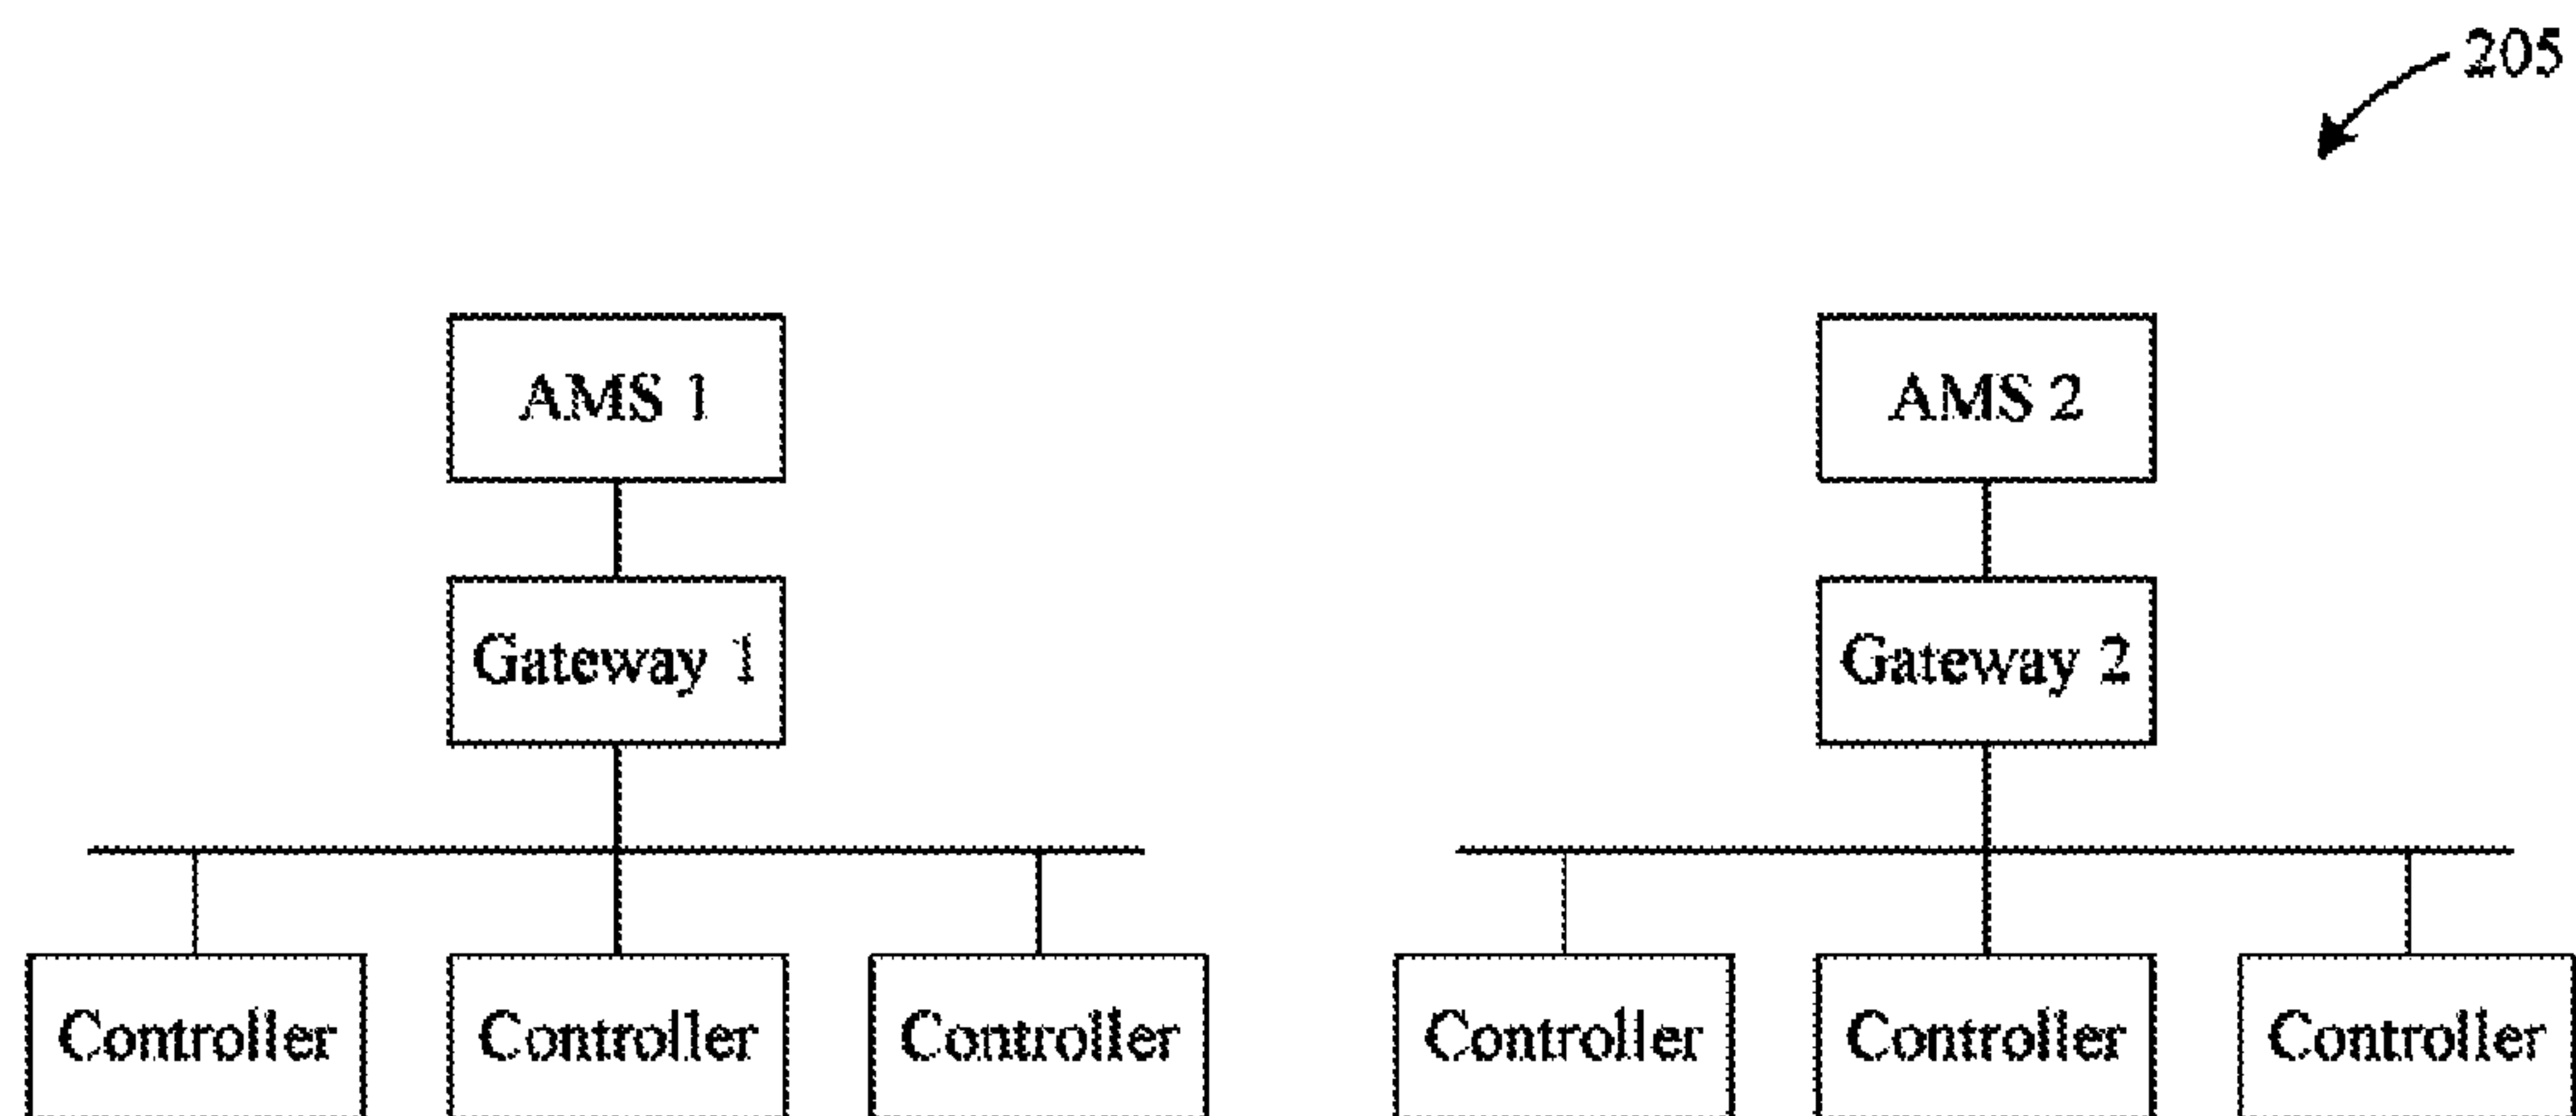 205
AMS 1 AMS 2
Gateway 1 Gateway 2
Controller Controller Controller Controller Controller Controller